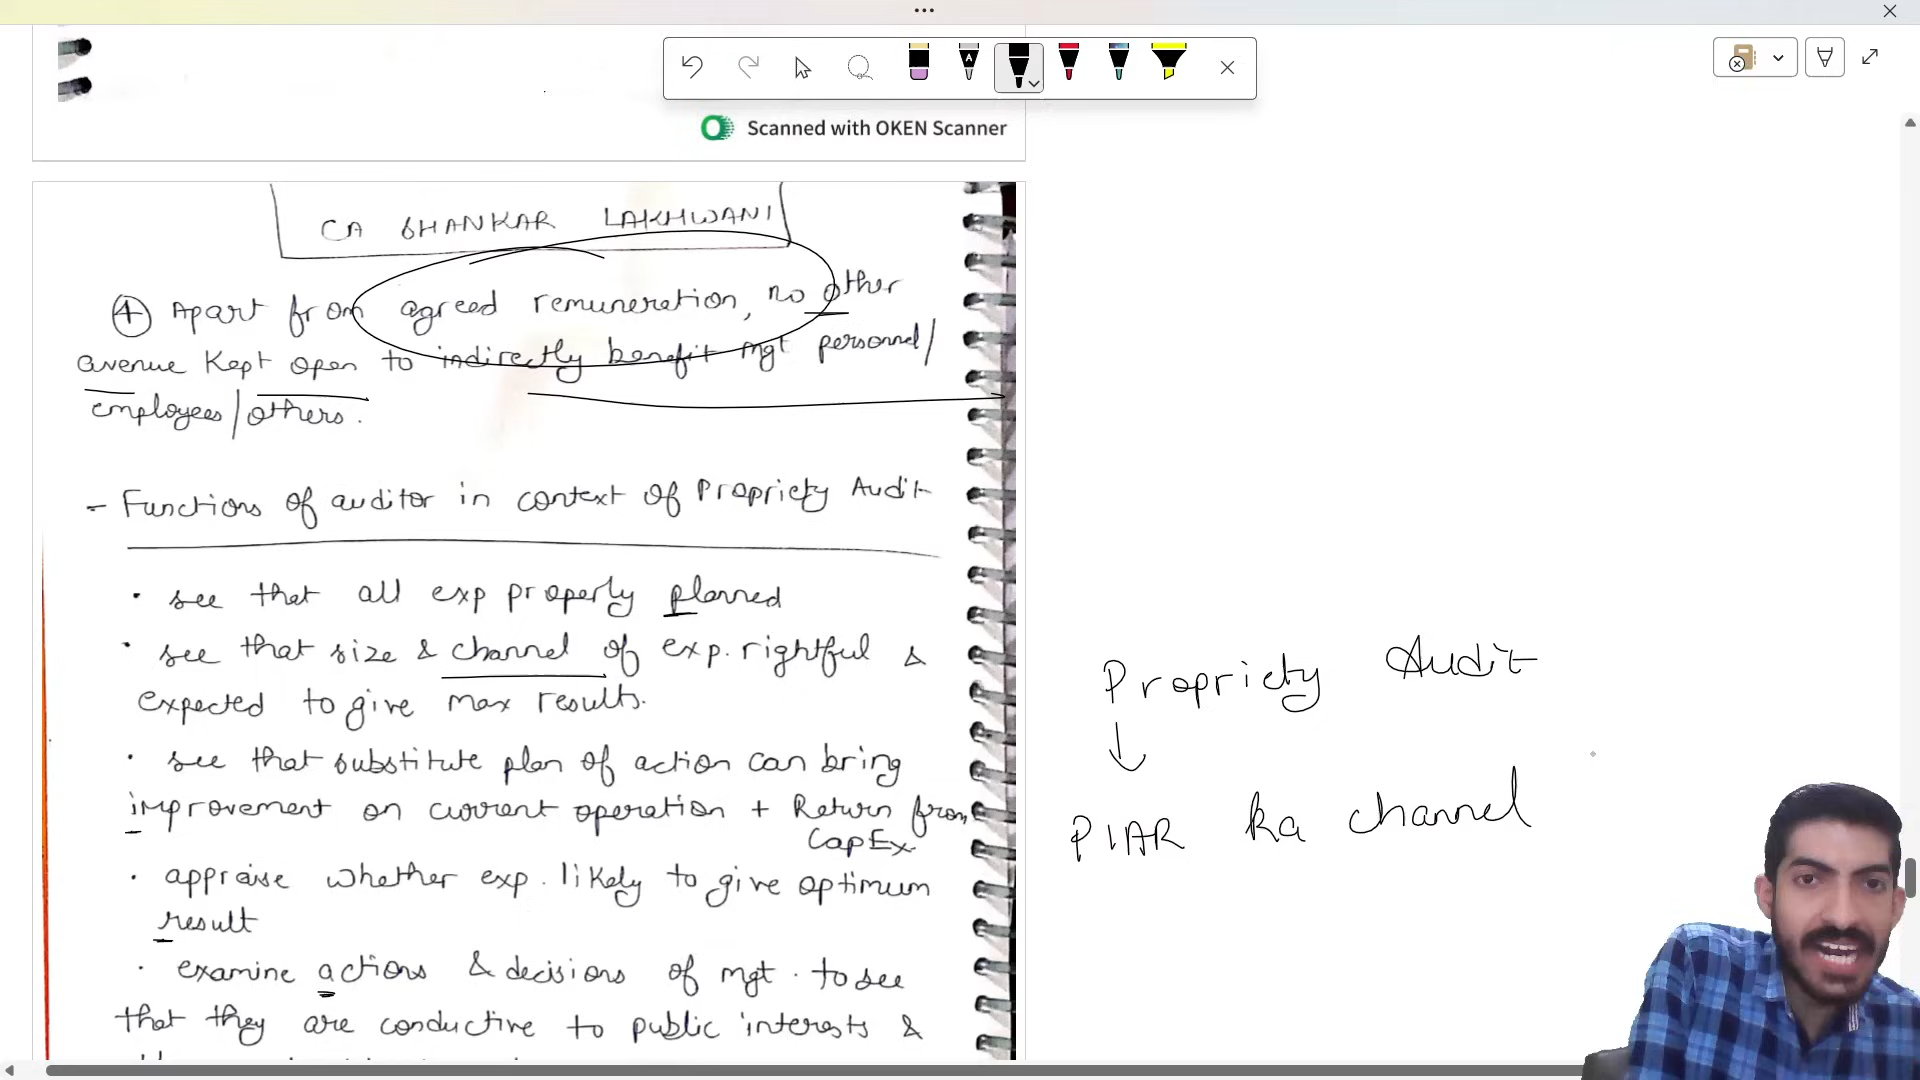 Scanned with OKEN Scanner
CA SHANKAR LAKHWANI
④ Apart from agreed remuneration, no other
avenue kept open to indirectly benefit mgt personnel/
employees/others.
- Functions of auditor in context of Propriety Audit
• see that all exp properly planned
• see that size & channel of exp. rightful &
expected to give max results.
• see that substitute plan of action can bring
improvement on current operation + Return from
CapEx.
• appraise whether exp. likely to give optimum
result
• examine actions & decisions of mgt. to see
that they are conductive to public interests &
Propriety Audit
↓
PIAR ka channel